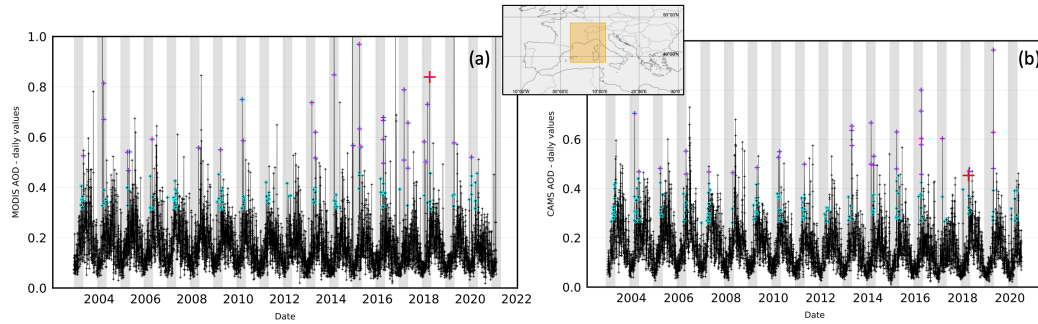 MODIS AOD - daily values
1.0
0.8
0.6
0.4
0.2
0.0
(a)
2004 2006 2008 2010 2012 2014 2016 2018 2020 2022
Date
50°00'N
40°00'N
10°00'W 0°00'E 10°00'E 20°00'E
CAMS AOD - daily values
0.8
0.6
0.4
0.2
0.0
(b)
2004 2006 2008 2010 2012 2014 2016 2018 2020
Date